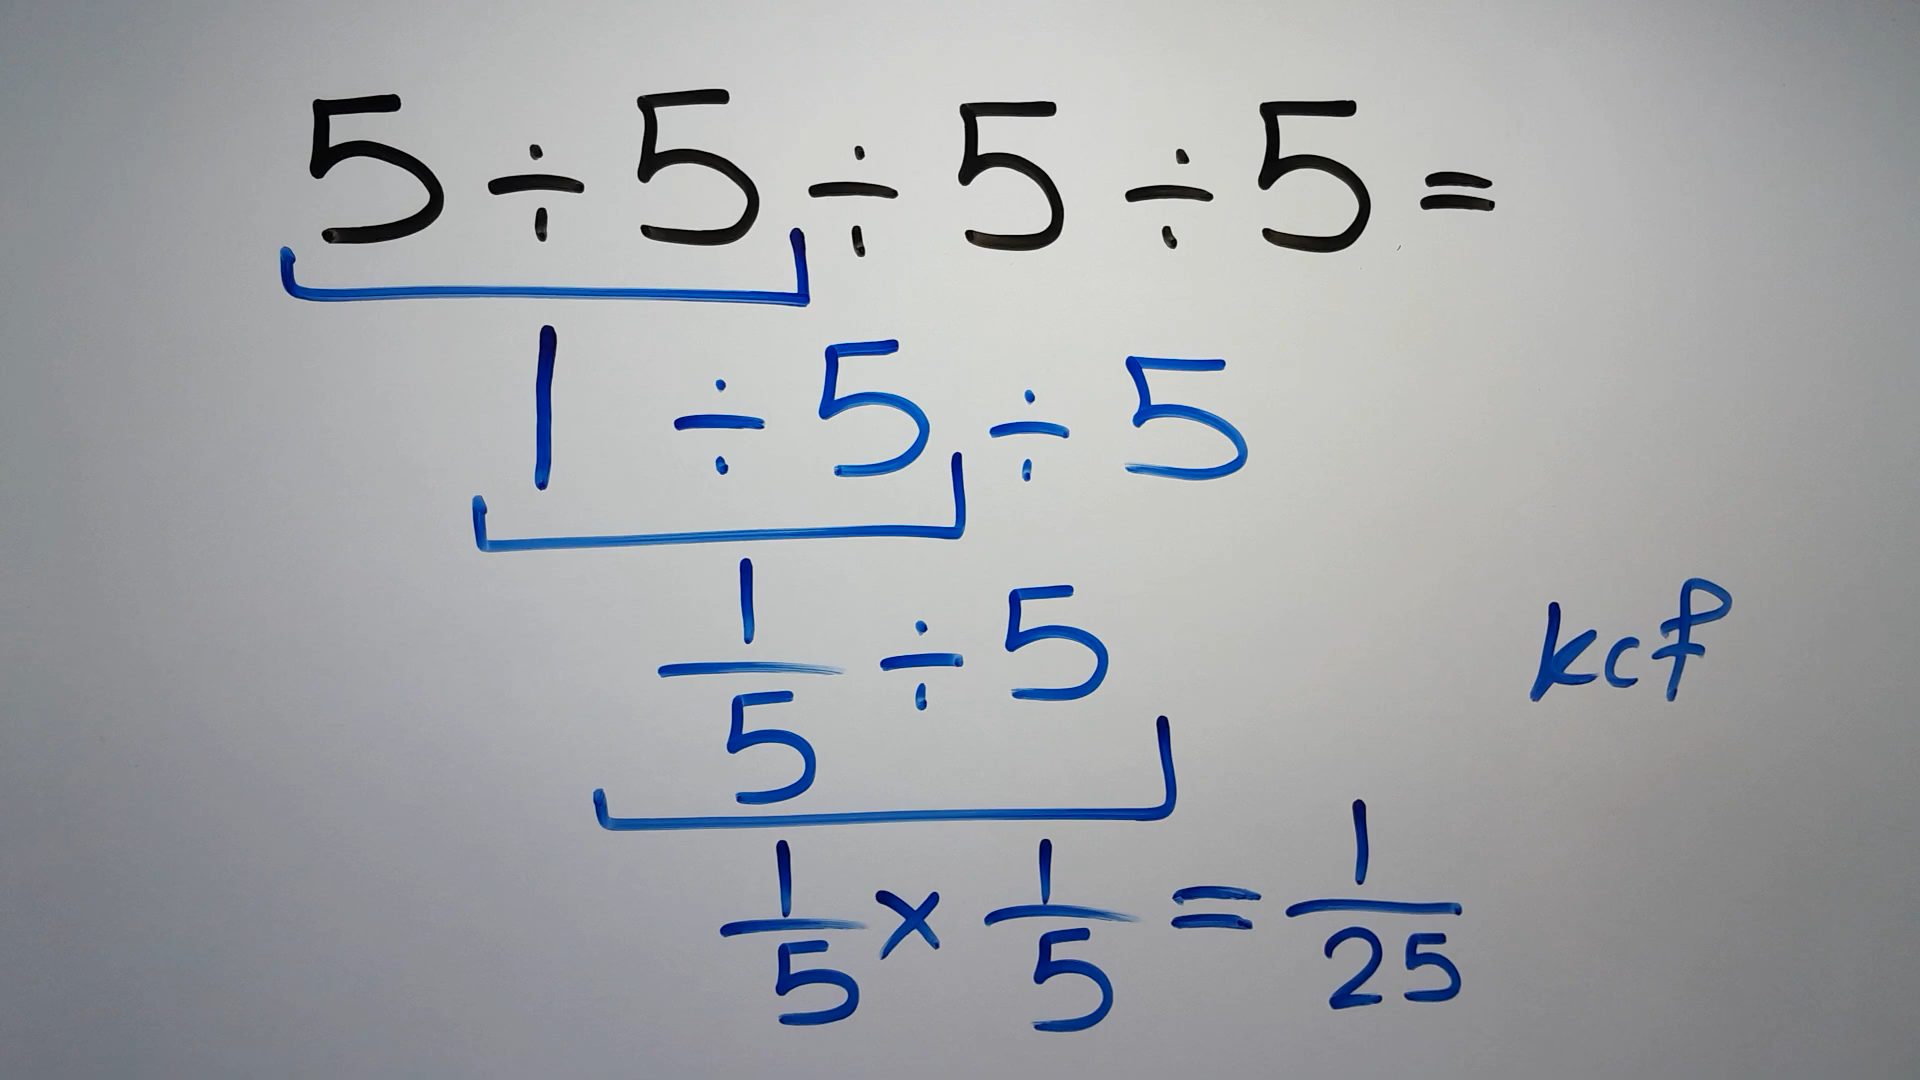 5 ÷ 5 ÷ 5 ÷ 5 =
1 ÷ 5 ÷ 5
1/5 ÷ 5
kcf
1/5 × 1/5 = 1/25